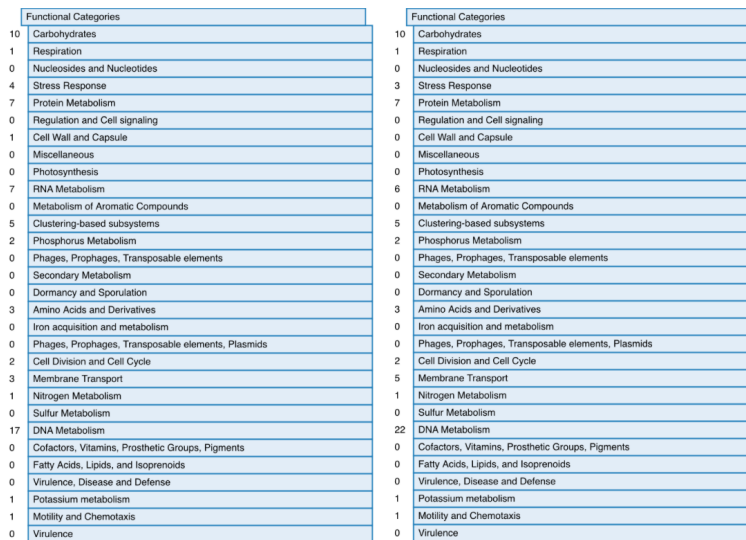 Functional Categories
10 Carbohydrates
1 Respiration
0 Nucleosides and Nucleotides
4 Stress Response
7 Protein Metabolism
0 Regulation and Cell signaling
1 Cell Wall and Capsule
0 Miscellaneous
0 Photosynthesis
7 RNA Metabolism
0 Metabolism of Aromatic Compounds
5 Clustering-based subsystems
2 Phosphorus Metabolism
0 Phages, Prophages, Transposable elements
0 Secondary Metabolism
0 Dormancy and Sporulation
3 Amino Acids and Derivatives
0 Iron acquisition and metabolism
0 Phages, Prophages, Transposable elements, Plasmids
2 Cell Division and Cell Cycle
3 Membrane Transport
1 Nitrogen Metabolism
0 Sulfur Metabolism
17 DNA Metabolism
0 Cofactors, Vitamins, Prosthetic Groups, Pigments
0 Fatty Acids, Lipids, and Isoprenoids
0 Virulence, Disease and Defense
1 Potassium metabolism
1 Motility and Chemotaxis
0 Virulence
Functional Categories
10 Carbohydrates
1 Respiration
0 Nucleosides and Nucleotides
3 Stress Response
7 Protein Metabolism
0 Regulation and Cell signaling
0 Cell Wall and Capsule
0 Miscellaneous
0 Photosynthesis
6 RNA Metabolism
0 Metabolism of Aromatic Compounds
5 Clustering-based subsystems
2 Phosphorus Metabolism
0 Phages, Prophages, Transposable elements
0 Secondary Metabolism
0 Dormancy and Sporulation
3 Amino Acids and Derivatives
0 Iron acquisition and metabolism
0 Phages, Prophages, Transposable elements, Plasmids
2 Cell Division and Cell Cycle
5 Membrane Transport
1 Nitrogen Metabolism
0 Sulfur Metabolism
22 DNA Metabolism
0 Cofactors, Vitamins, Prosthetic Groups, Pigments
0 Fatty Acids, Lipids, and Isoprenoids
0 Virulence, Disease and Defense
1 Potassium metabolism
1 Motility and Chemotaxis
0 Virulence